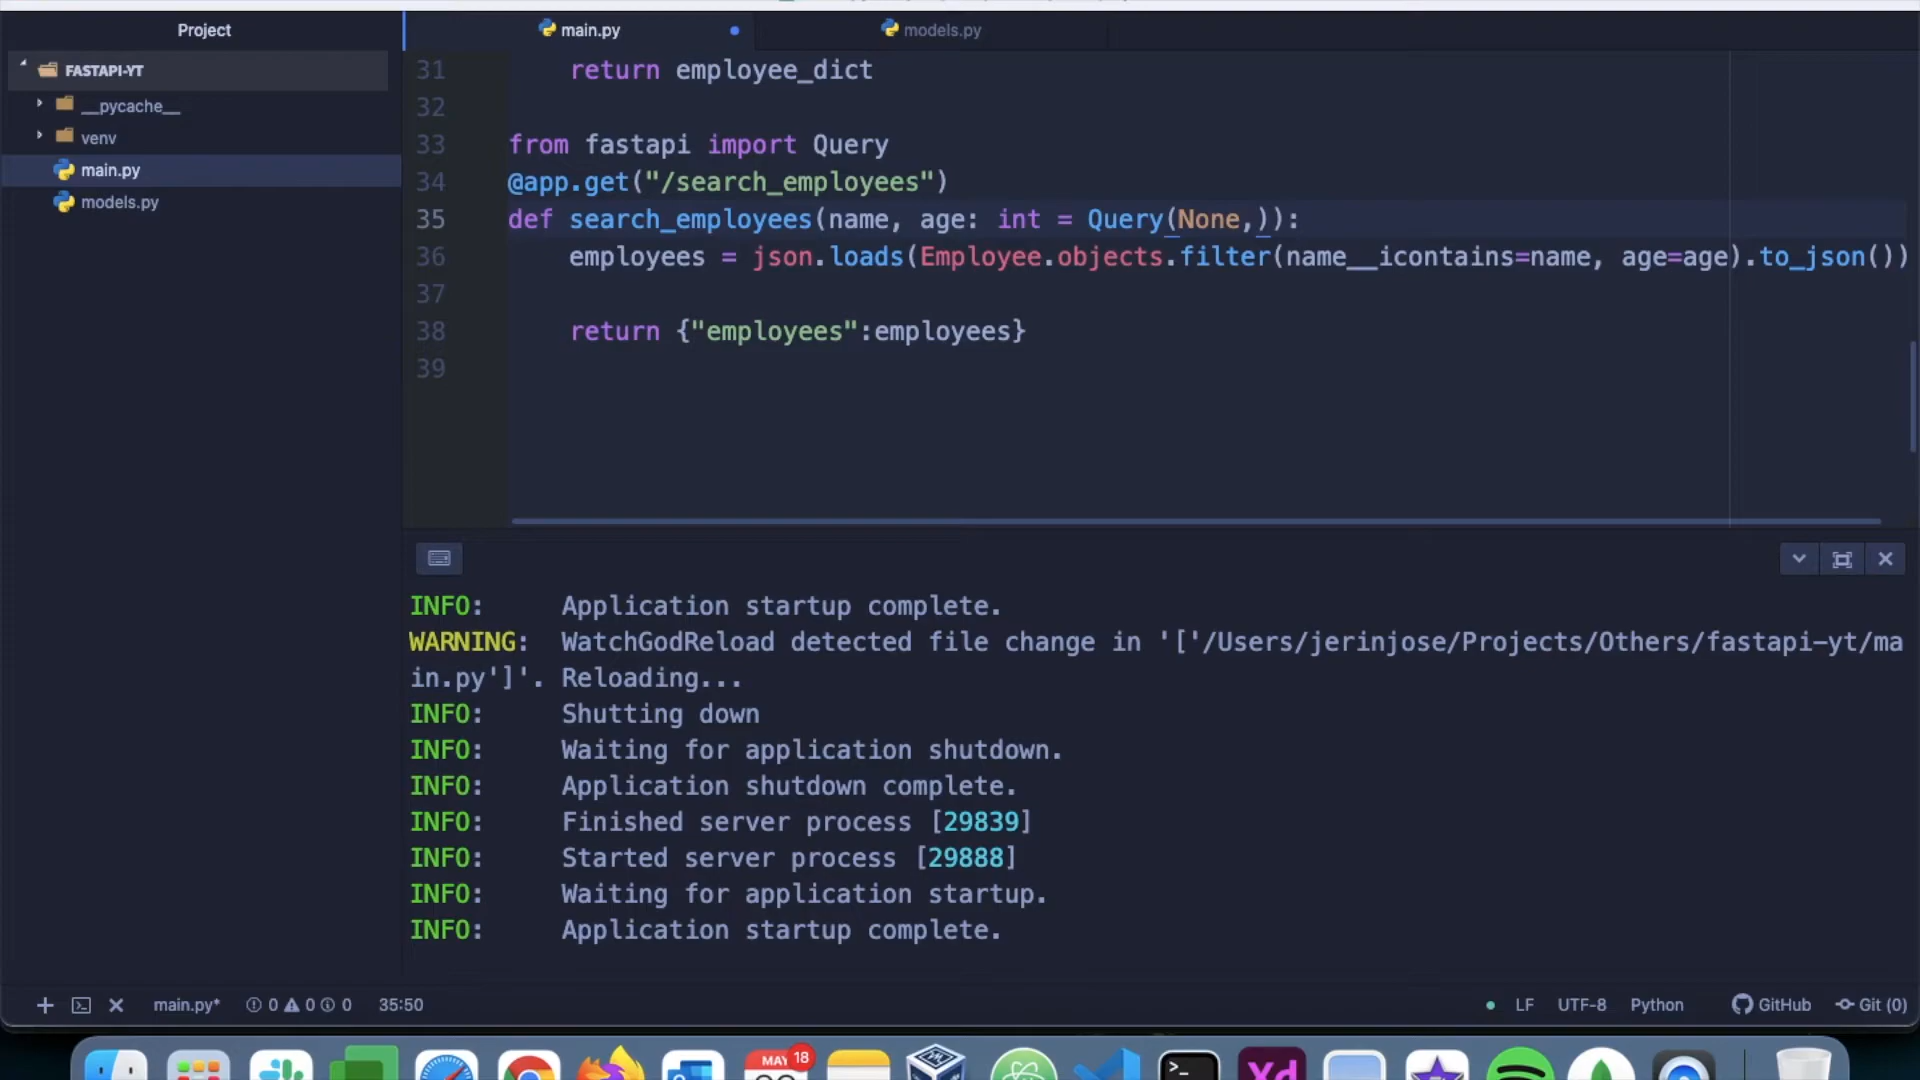 Project
main.py
models.py
FASTAPI-YT
__pycache__
venv
main.py
models.py
31 return employee_dict
32
33 from fastapi import Query
34 @app.get("/search_employees")
35 def search_employees(name, age: int = Query(None,)):
36 employees = json.loads(Employee.objects.filter(name__icontains=name, age=age).to_json())
37
38 return {"employees":employees}
39
INFO: Application startup complete.
WARNING: WatchGodReload detected file change in '['/Users/jerinjose/Projects/Others/fastapi-yt/ma
in.py']'. Reloading...
INFO: Shutting down
INFO: Waiting for application shutdown.
INFO: Application shutdown complete.
INFO: Finished server process [29839]
INFO: Started server process [29888]
INFO: Waiting for application startup.
INFO: Application startup complete.
main.py* 0 0 0 35:50 LF UTF-8 Python GitHub Git (0)
MAY 18
Xd